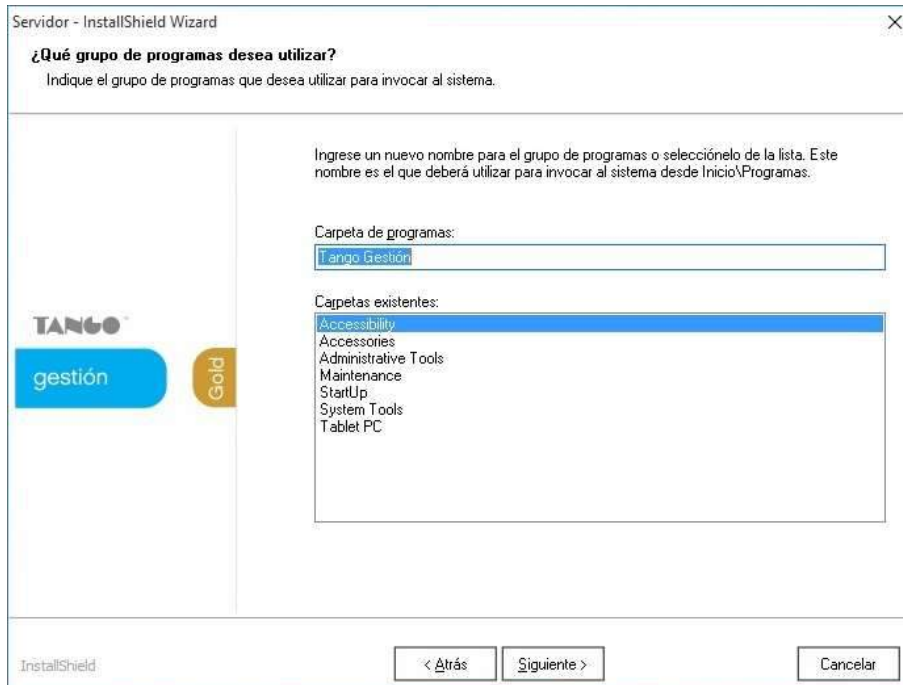 Servidor - InstallShield Wizard
¿Qué grupo de programas desea utilizar?
Indique el grupo de programas que desea utilizar para invocar al sistema.
Ingrese un nuevo nombre para el grupo de programas o selecciónelo de la lista. Este
nombre es el que deberá utilizar para invocar al sistema desde Inicio\Programas.
Carpeta de programas:
Tango Gestión
Carpetas existentes:
Accessibility
Accessories
Administrative Tools
Maintenance
StartUp
System Tools
Tablet PC
TANGO
gestión
Gold
InstallShield
< Atrás
Siguiente >
Cancelar